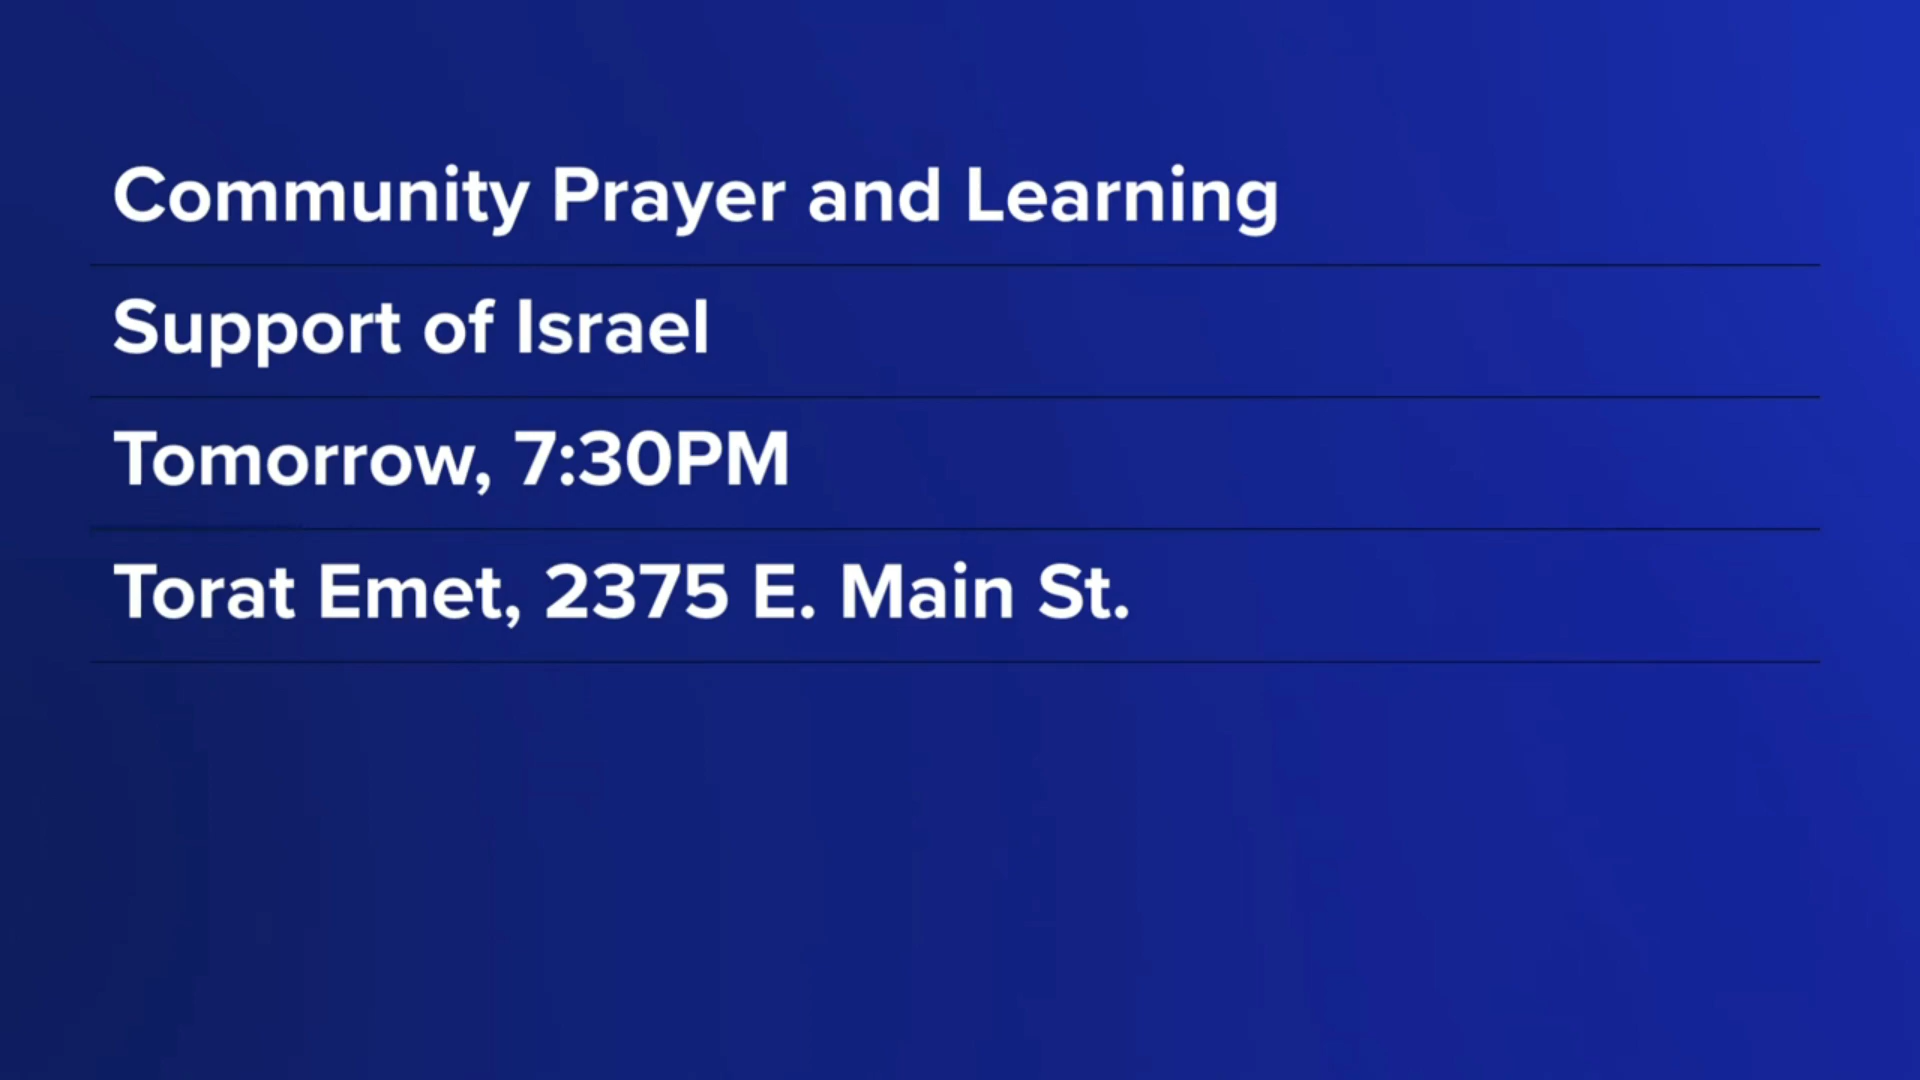 Community Prayer and Learning
Support of Israel
Tomorrow, 7:30PM
Torat Emet, 2375 E. Main St.